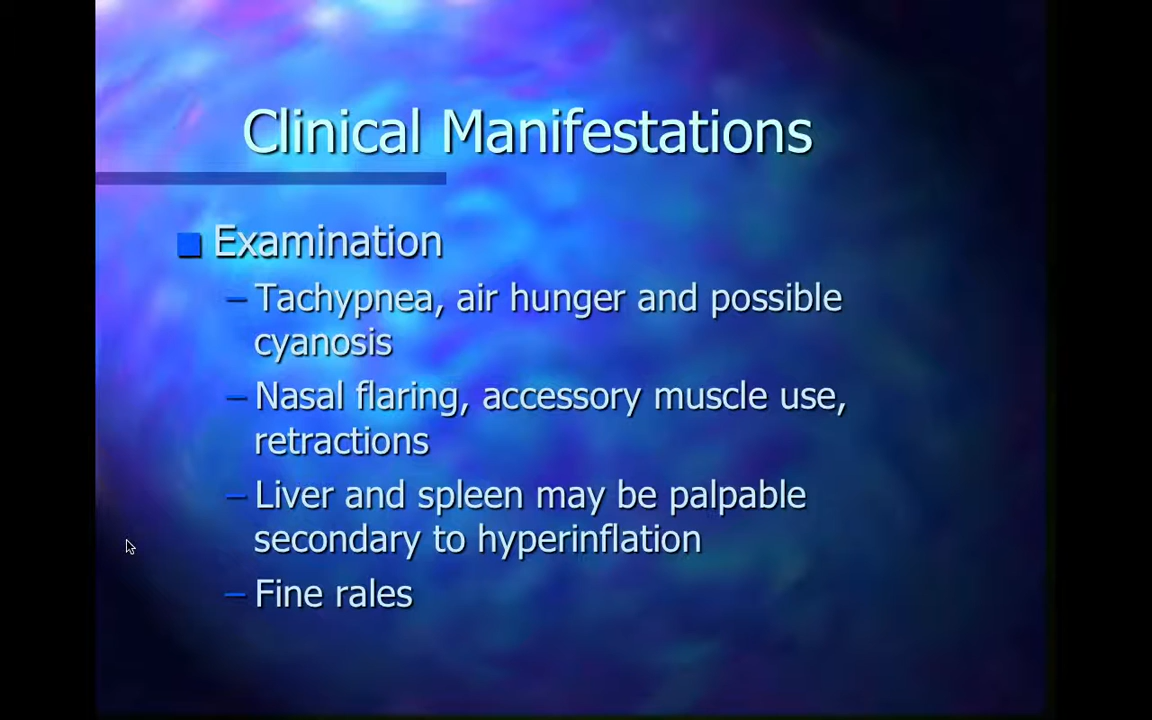 Clinical Manifestations
Examination
– Tachypnea, air hunger and possible
cyanosis
– Nasal flaring, accessory muscle use,
retractions
– Liver and spleen may be palpable
secondary to hyperinflation
– Fine rales